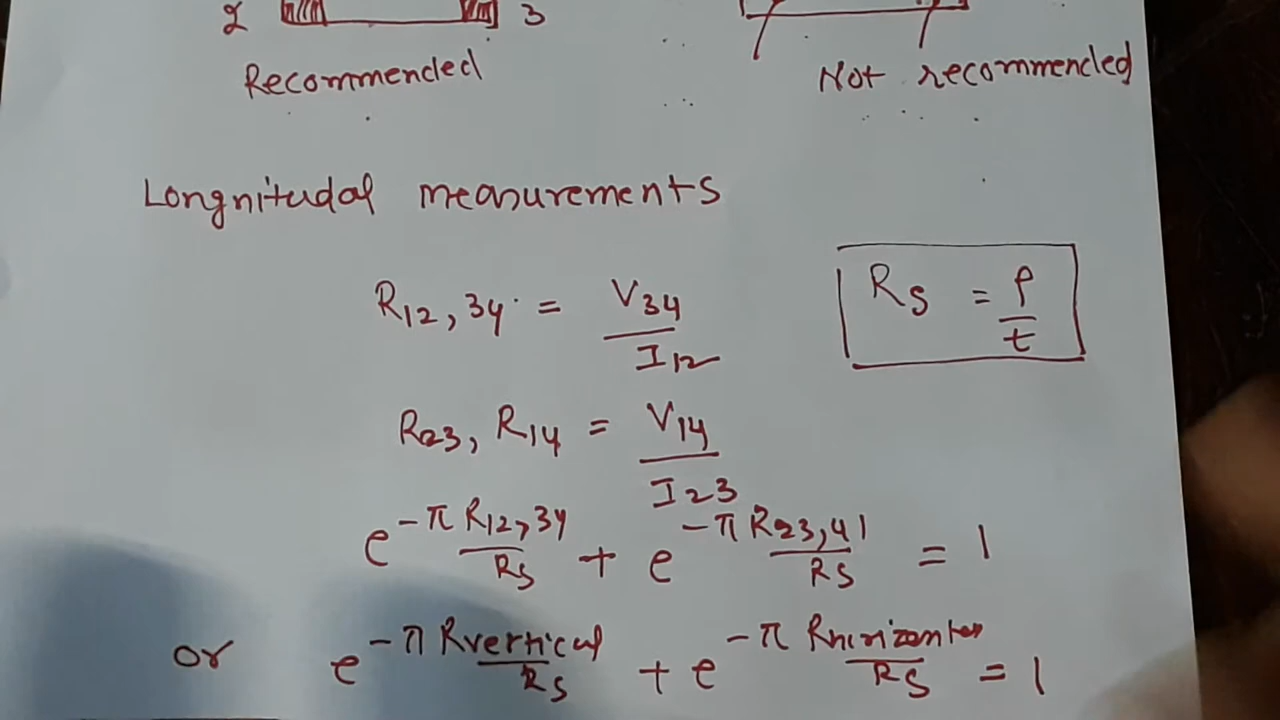 2 3
Recommended Not recommended
Longnitudal measurements
R12,34 = V34/I12
RS = ρ/t
R23, R14 = V14/I23
e^-π R12,34/RS + e^-π R23,41/RS = 1
or e^-π Rvertical/RS + e^-π Rhirizontal/RS = 1